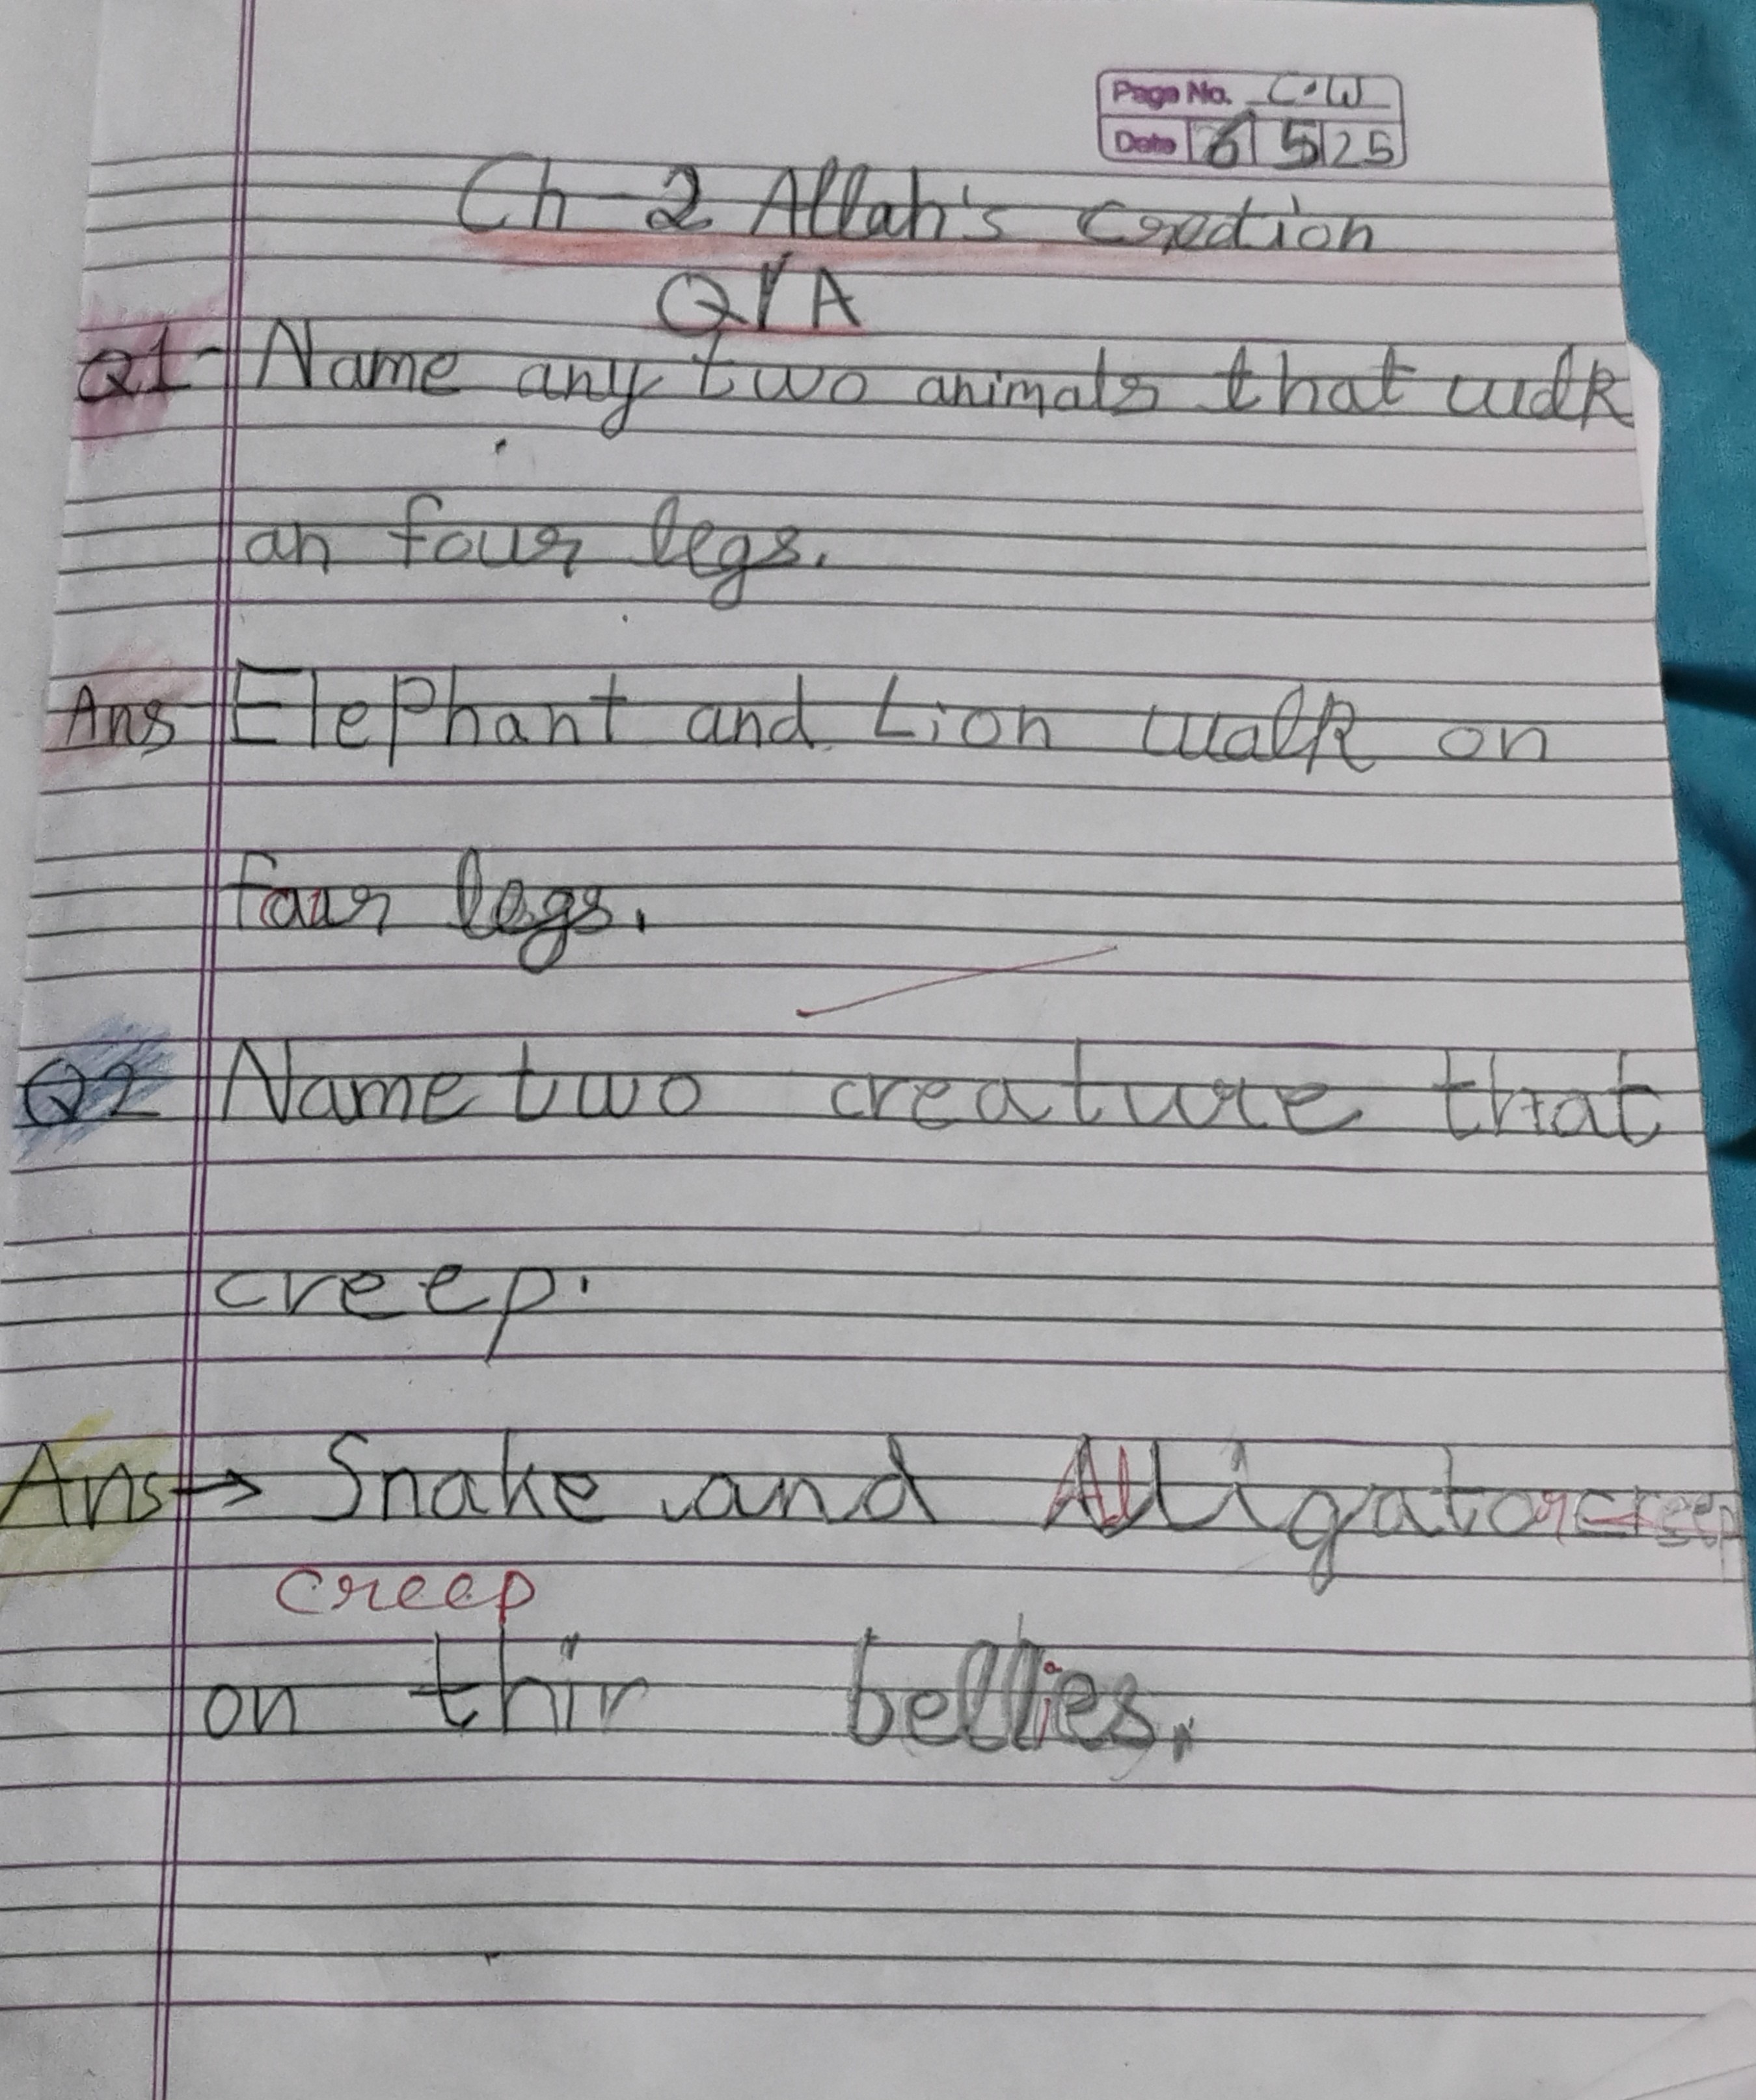 Page No. C.W
Date 6 5 25
Ch-2 Allah's Creation
Q/A
Q1- Name any two animals that walk
an four legs.
Ans Elephant and Lion walk on
four legs.
Q2 Name two creature that
creep.
Ans→ Snake and Alligator creep
creep
on thir bellies.